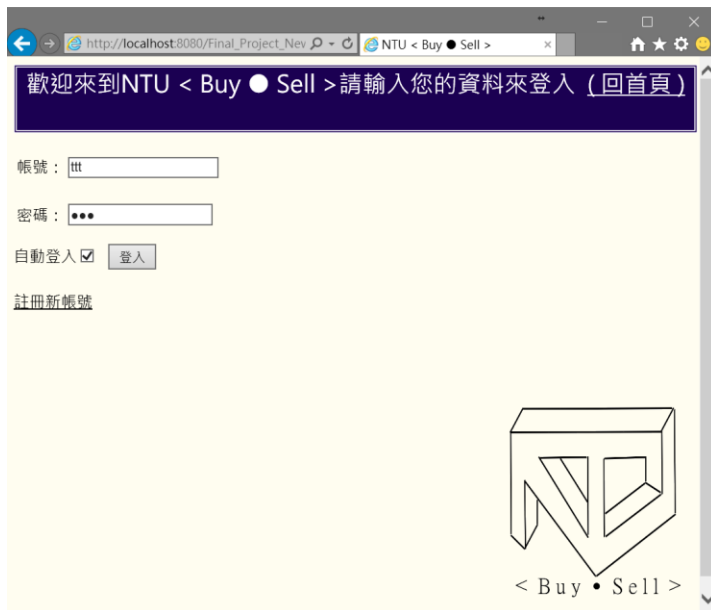 http://localhost:8080/Final_Project_Nev
NTU < Buy ● Sell >
歡迎來到NTU < Buy ● Sell >請輸入您的資料來登入 (回首頁)
帳號： ttt
密碼： ●●●
自動登入 登入
註冊新帳號
NTU
< Buy • Sell >